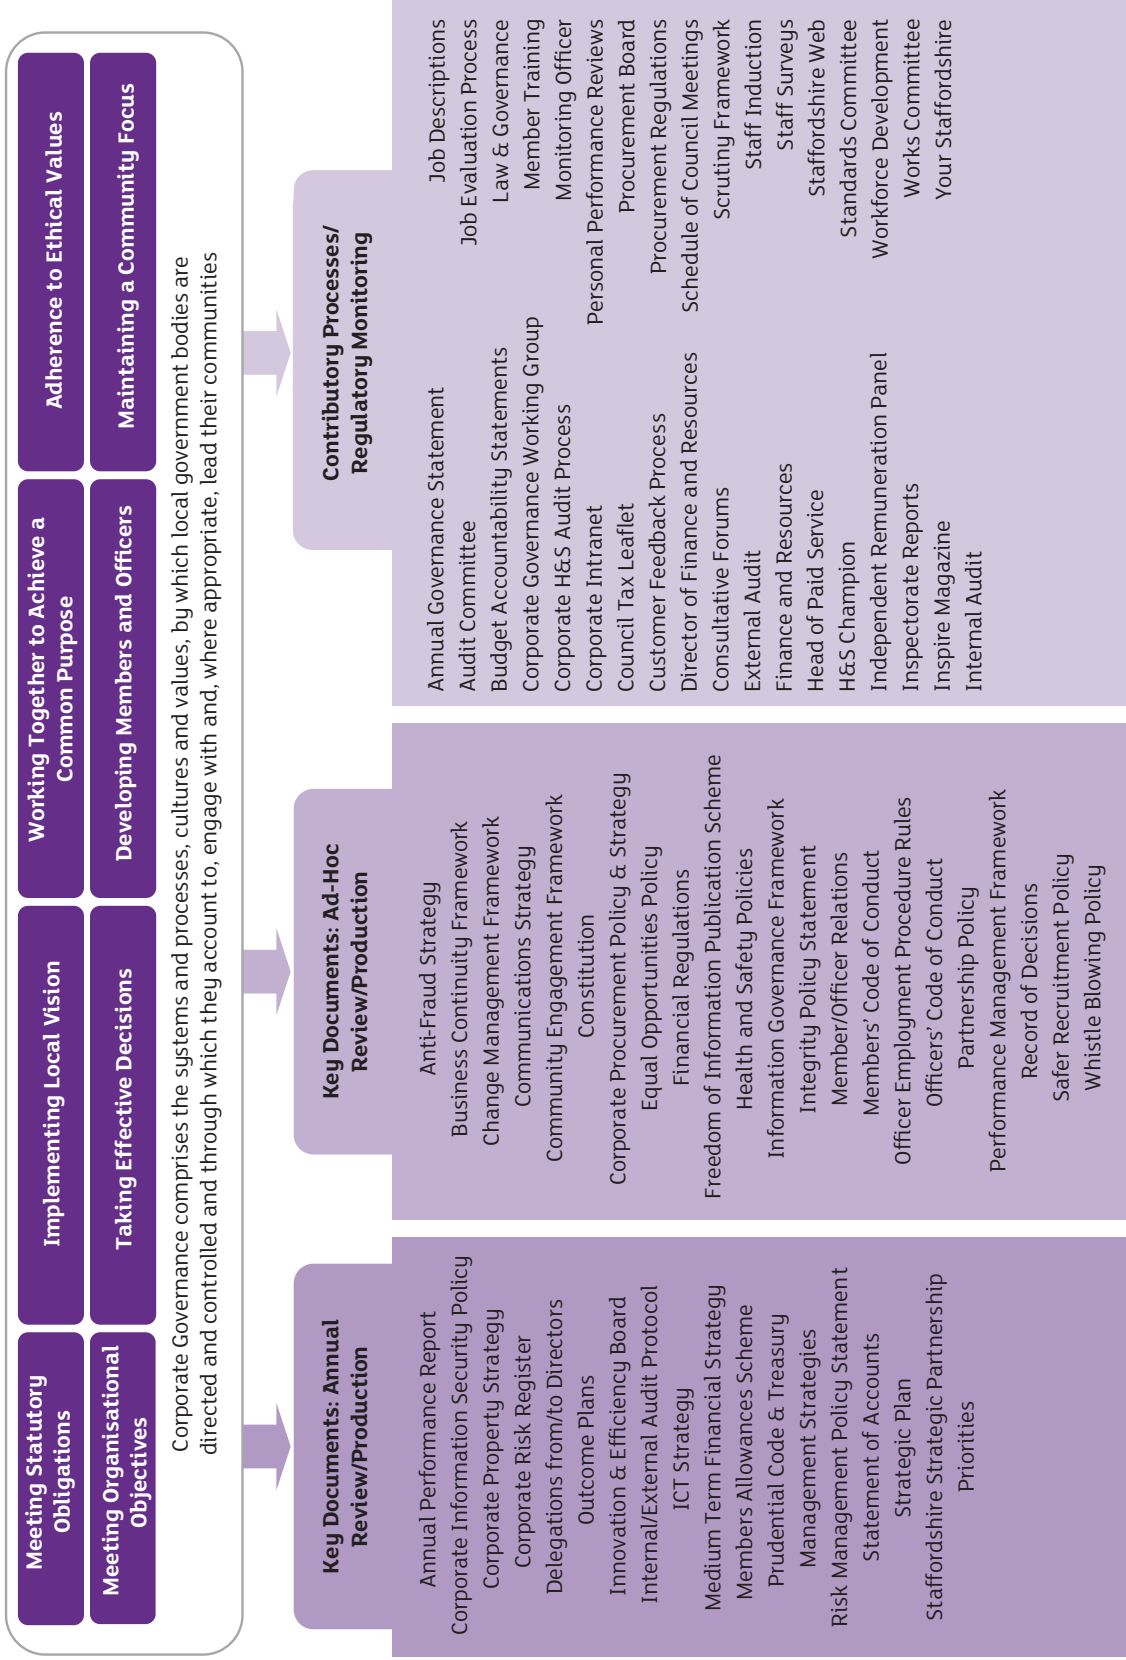 Meeting Statutory
Obligations
Implementing Local Vision
Working Together to Achieve a
Common Purpose
Adherence to Ethical Values
Meeting Organisational
Objectives
Taking Effective Decisions
Developing Members and Officers
Maintaining a Community Focus
Corporate Governance comprises the systems and processes, cultures and values, by which local government bodies are
directed and controlled and through which they account to, engage with and, where appropriate, lead their communities
Key Documents: Annual
Review/Production
Annual Performance Report
Corporate Information Security Policy
Corporate Property Strategy
Corporate Risk Register
Delegations from/to Directors
Outcome Plans
Innovation & Efficiency Board
Internal/External Audit Protocol
ICT Strategy
Medium Term Financial Strategy
Members Allowances Scheme
Prudential Code & Treasury
Management Strategies
Risk Management Policy Statement
Statement of Accounts
Strategic Plan
Staffordshire Strategic Partnership
Priorities
Key Documents: Ad-Hoc
Review/Production
Anti-Fraud Strategy
Business Continuity Framework
Change Management Framework
Communications Strategy
Community Engagement Framework
Constitution
Corporate Procurement Policy & Strategy
Equal Opportunities Policy
Financial Regulations
Freedom of Information Publication Scheme
Health and Safety Policies
Information Governance Framework
Integrity Policy Statement
Member/Officer Relations
Members’ Code of Conduct
Officer Employment Procedure Rules
Officers’ Code of Conduct
Partnership Policy
Performance Management Framework
Record of Decisions
Safer Recruitment Policy
Whistle Blowing Policy
Contributory Processes/
Regulatory Monitoring
Annual Governance Statement
Audit Committee
Budget Accountability Statements
Corporate Governance Working Group
Corporate H&S Audit Process
Corporate Intranet
Council Tax Leaflet
Customer Feedback Process
Director of Finance and Resources
Consultative Forums
External Audit
Finance and Resources
Head of Paid Service
H&S Champion
Independent Remuneration Panel
Inspectorate Reports
Inspire Magazine
Internal Audit
Job Descriptions
Job Evaluation Process
Law & Governance
Member Training
Monitoring Officer
Personal Performance Reviews
Procurement Board
Procurement Regulations
Schedule of Council Meetings
Scrutiny Framework
Staff Induction
Staff Surveys
Staffordshire Web
Standards Committee
Workforce Development
Works Committee
Your Staffordshire